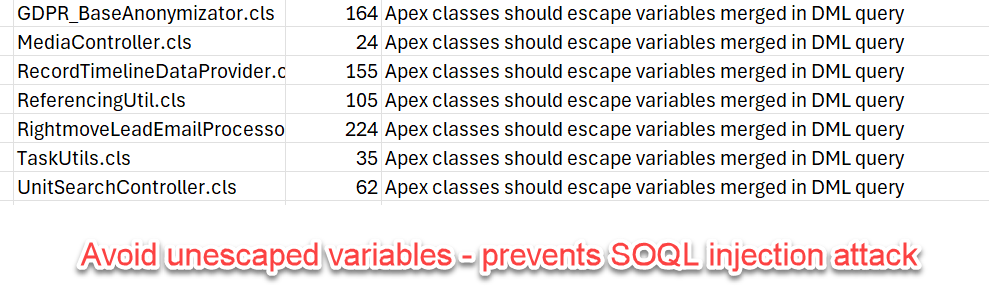 GDPR_BaseAnonymizator.cls 164 Apex classes should escape variables merged in DML query
MediaController.cls 24 Apex classes should escape variables merged in DML query
RecordTimelineDataProvider.c 155 Apex classes should escape variables merged in DML query
ReferencingUtil.cls 105 Apex classes should escape variables merged in DML query
RightmoveLeadEmailProcesso 224 Apex classes should escape variables merged in DML query
TaskUtils.cls 35 Apex classes should escape variables merged in DML query
UnitSearchController.cls 62 Apex classes should escape variables merged in DML query
Avoid unescaped variables - prevents SOQL injection attack